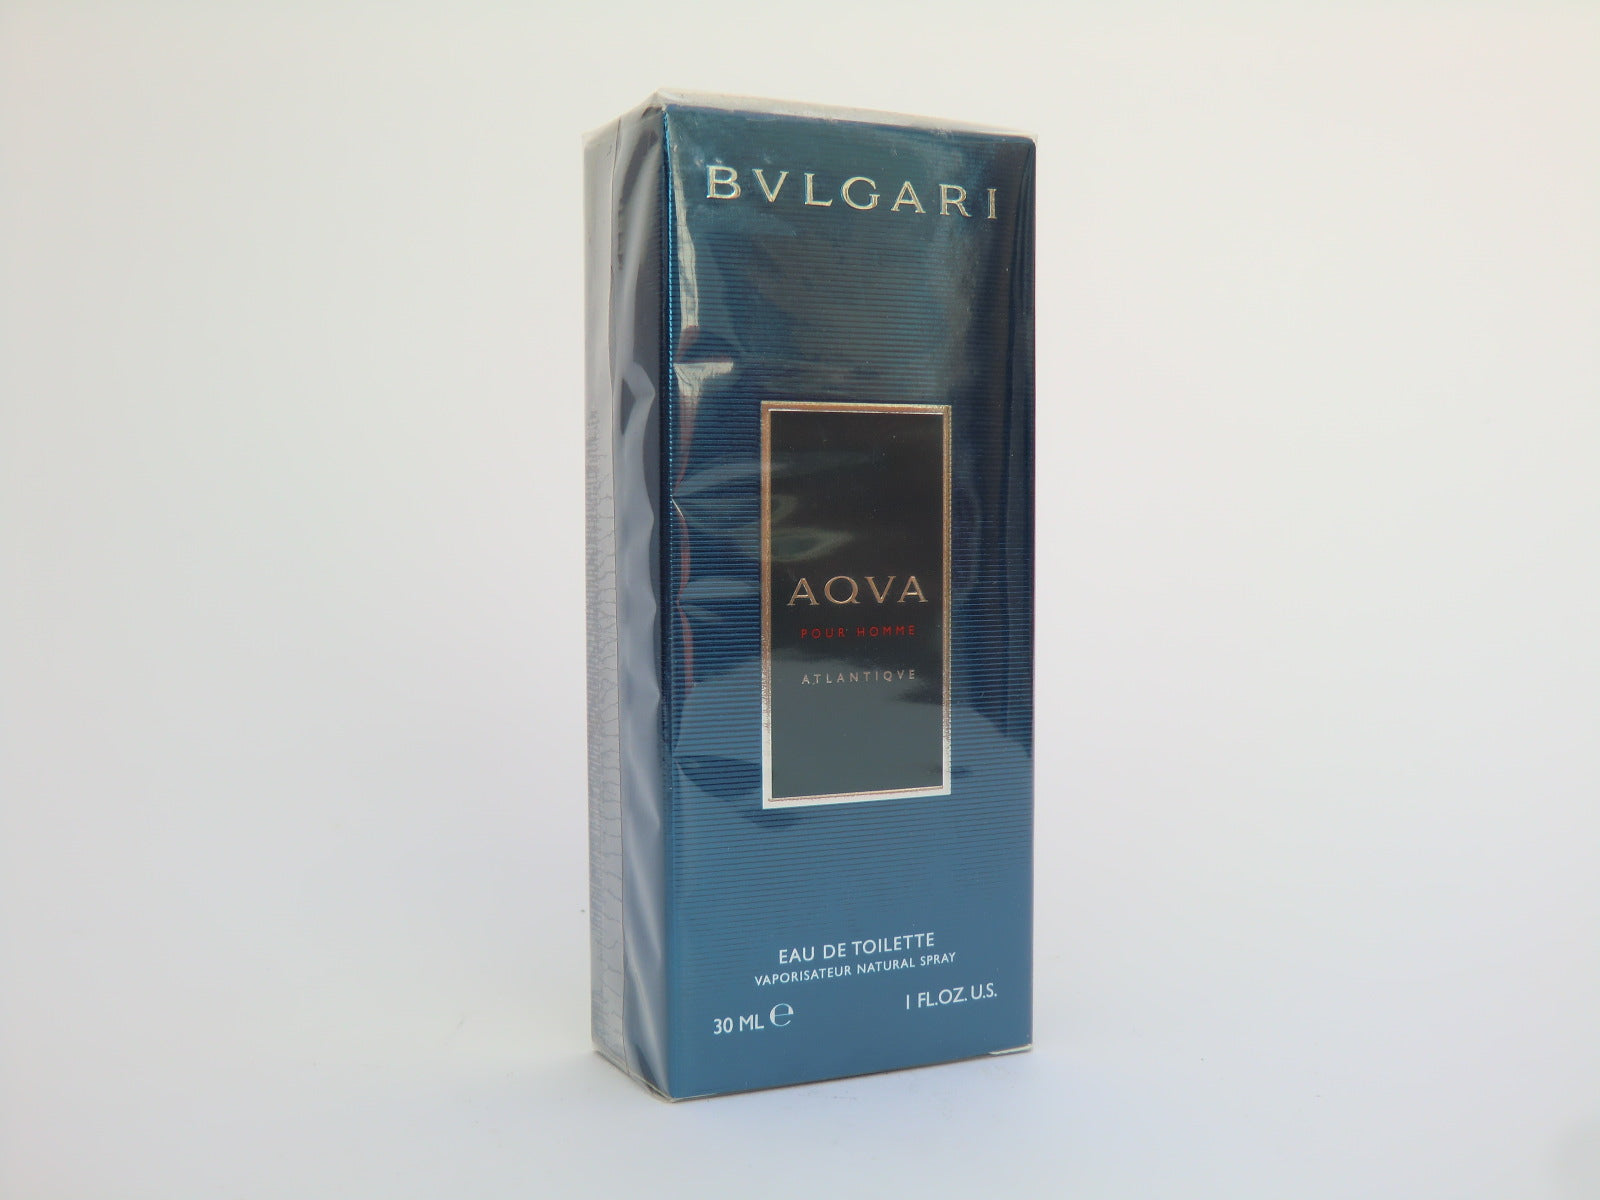 BVLGARI
AQVA
POUR HOMME
ATLANTIQVE
EAU DE TOILETTE
VAPORISATEUR NATURAL SPRAY
30 ML ℮
1 FL.OZ. U.S.